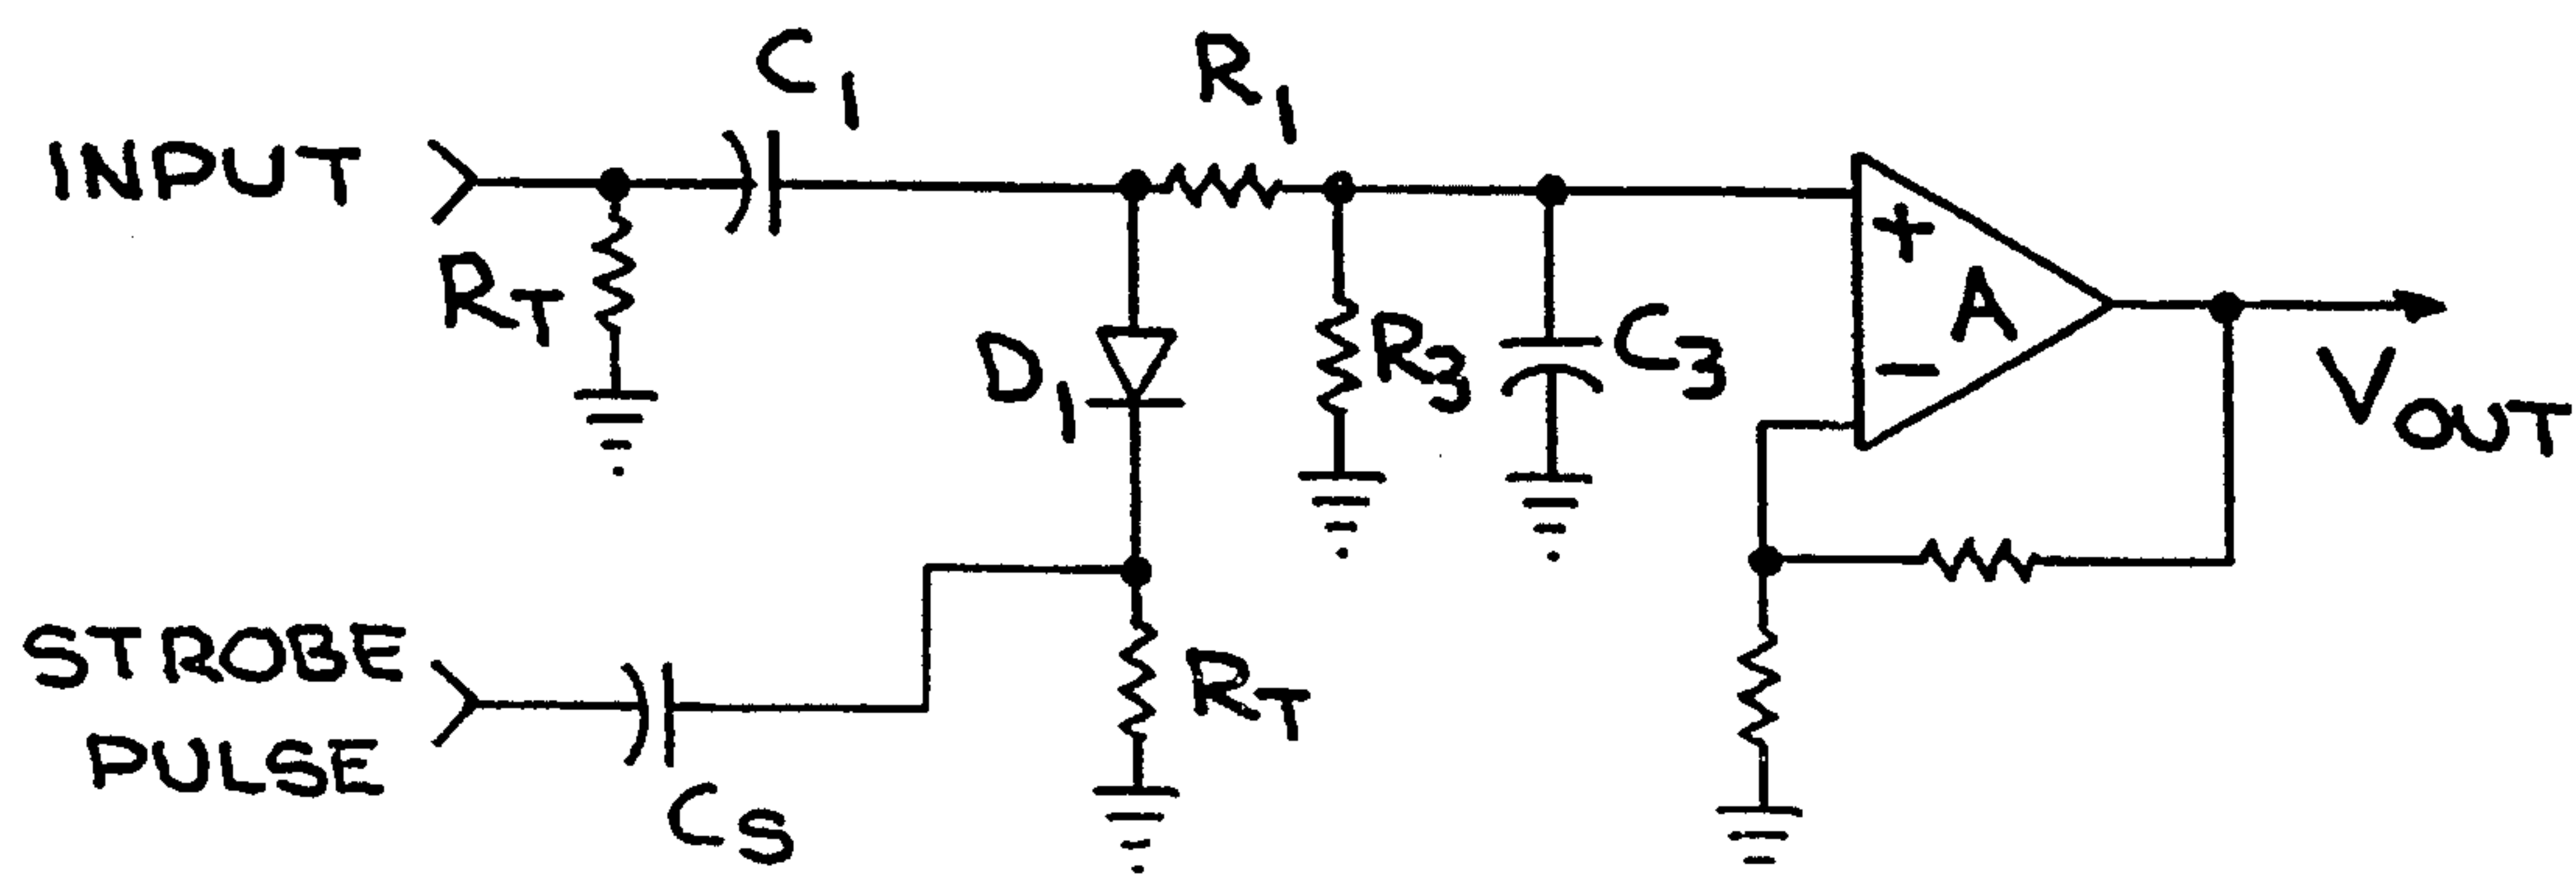 C1
R1
INPUT
RT
+
A
D1
R3
C3
−
VOUT
STROBE
PULSE
RT
CS